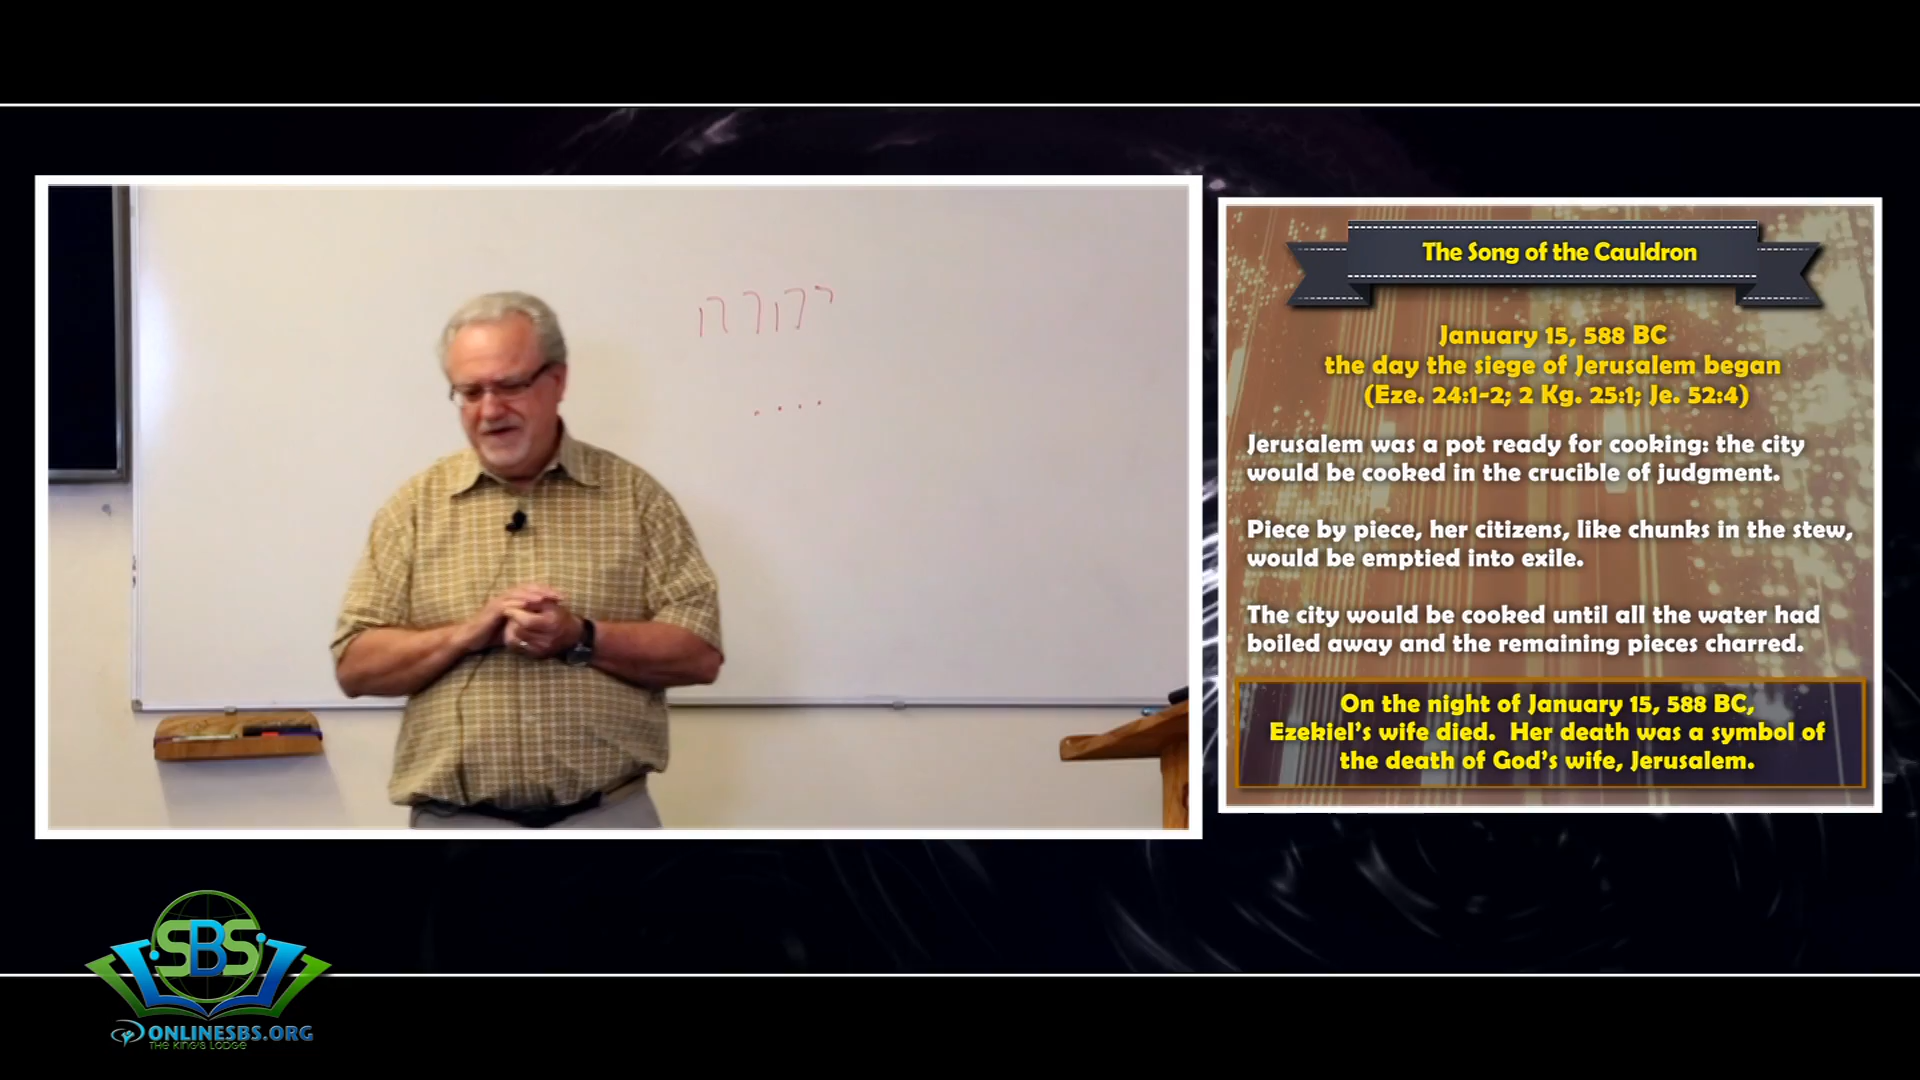 יהוה
. . . .
The Song of the Cauldron
January 15, 588 BC
the day the siege of Jerusalem began
(Eze. 24:1-2; 2 Kg. 25:1; Je. 52:4)
Jerusalem was a pot ready for cooking: the city
would be cooked in the crucible of judgment.
Piece by piece, her citizens, like chunks in the stew,
would be emptied into exile.
The city would be cooked until all the water had
boiled away and the remaining pieces charred.
On the night of January 15, 588 BC,
Ezekiel’s wife died.  Her death was a symbol of
the death of God’s wife, Jerusalem.
SBS
ONLINESBS.ORG
THE KING'S LODGE